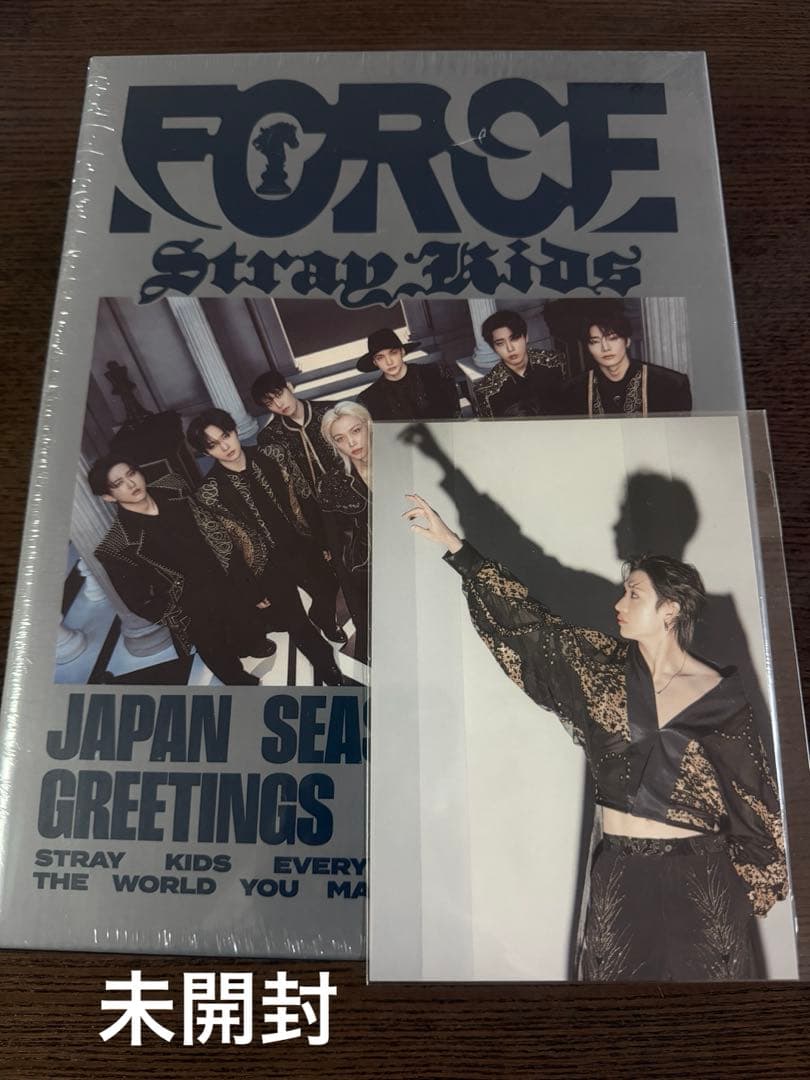 FORCE
Stray Kids
JAPAN SEAS
GREETINGS
STRAY KIDS EVERY
THE WORLD YOU MA
未開封